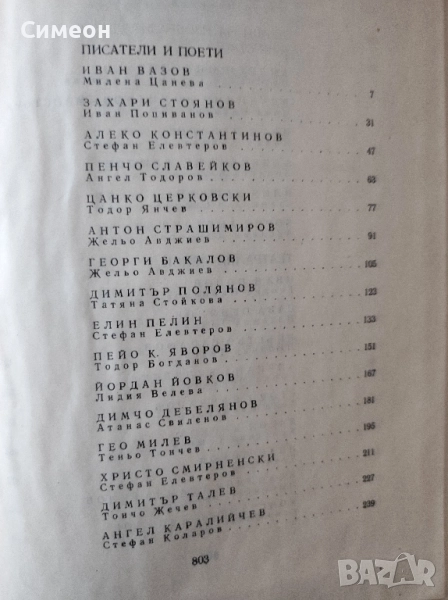 Симеон
ПИСАТЕЛИ И ПОЕТИ
ИВАН ВАЗОВ
Милена Цанева 7
ЗАХАРИ СТОЯНОВ
Иван Попиванов 31
АЛЕКО КОНСТАНТИНОВ
Стефан Елевтеров 47
ПЕНЧО СЛАВЕЙКОВ
Ангел Тодоров 63
ЦАНКО ЦЕРКОВСКИ
Тодор Янчев 77
АНТОН СТРАШИМИРОВ
Жельо Авджиев 91
ГЕОРГИ БАКАЛОВ
Жельо Авджиев 105
ДИМИТЪР ПОЛЯНОВ
Татяна Стойкова 123
ЕЛИН ПЕЛИН
Стефан Елевтеров 133
ПЕЙО К. ЯВОРОВ
Тодор Богданов 151
ЙОРДАН ЙОВКОВ
Лидия Велева 167
ДИМЧО ДЕБЕЛЯНОВ
Атанас Свиленов 181
ГЕО МИЛЕВ
Теньо Тончев 195
ХРИСТО СМИРНЕНСКИ
Стефан Елевтеров 211
ДИМИТЪР ТАЛЕВ
Тончо Жечев 227
АНГЕЛ КАРАЛИЙЧЕВ
Стефан Коларов 239
803
BAZAR